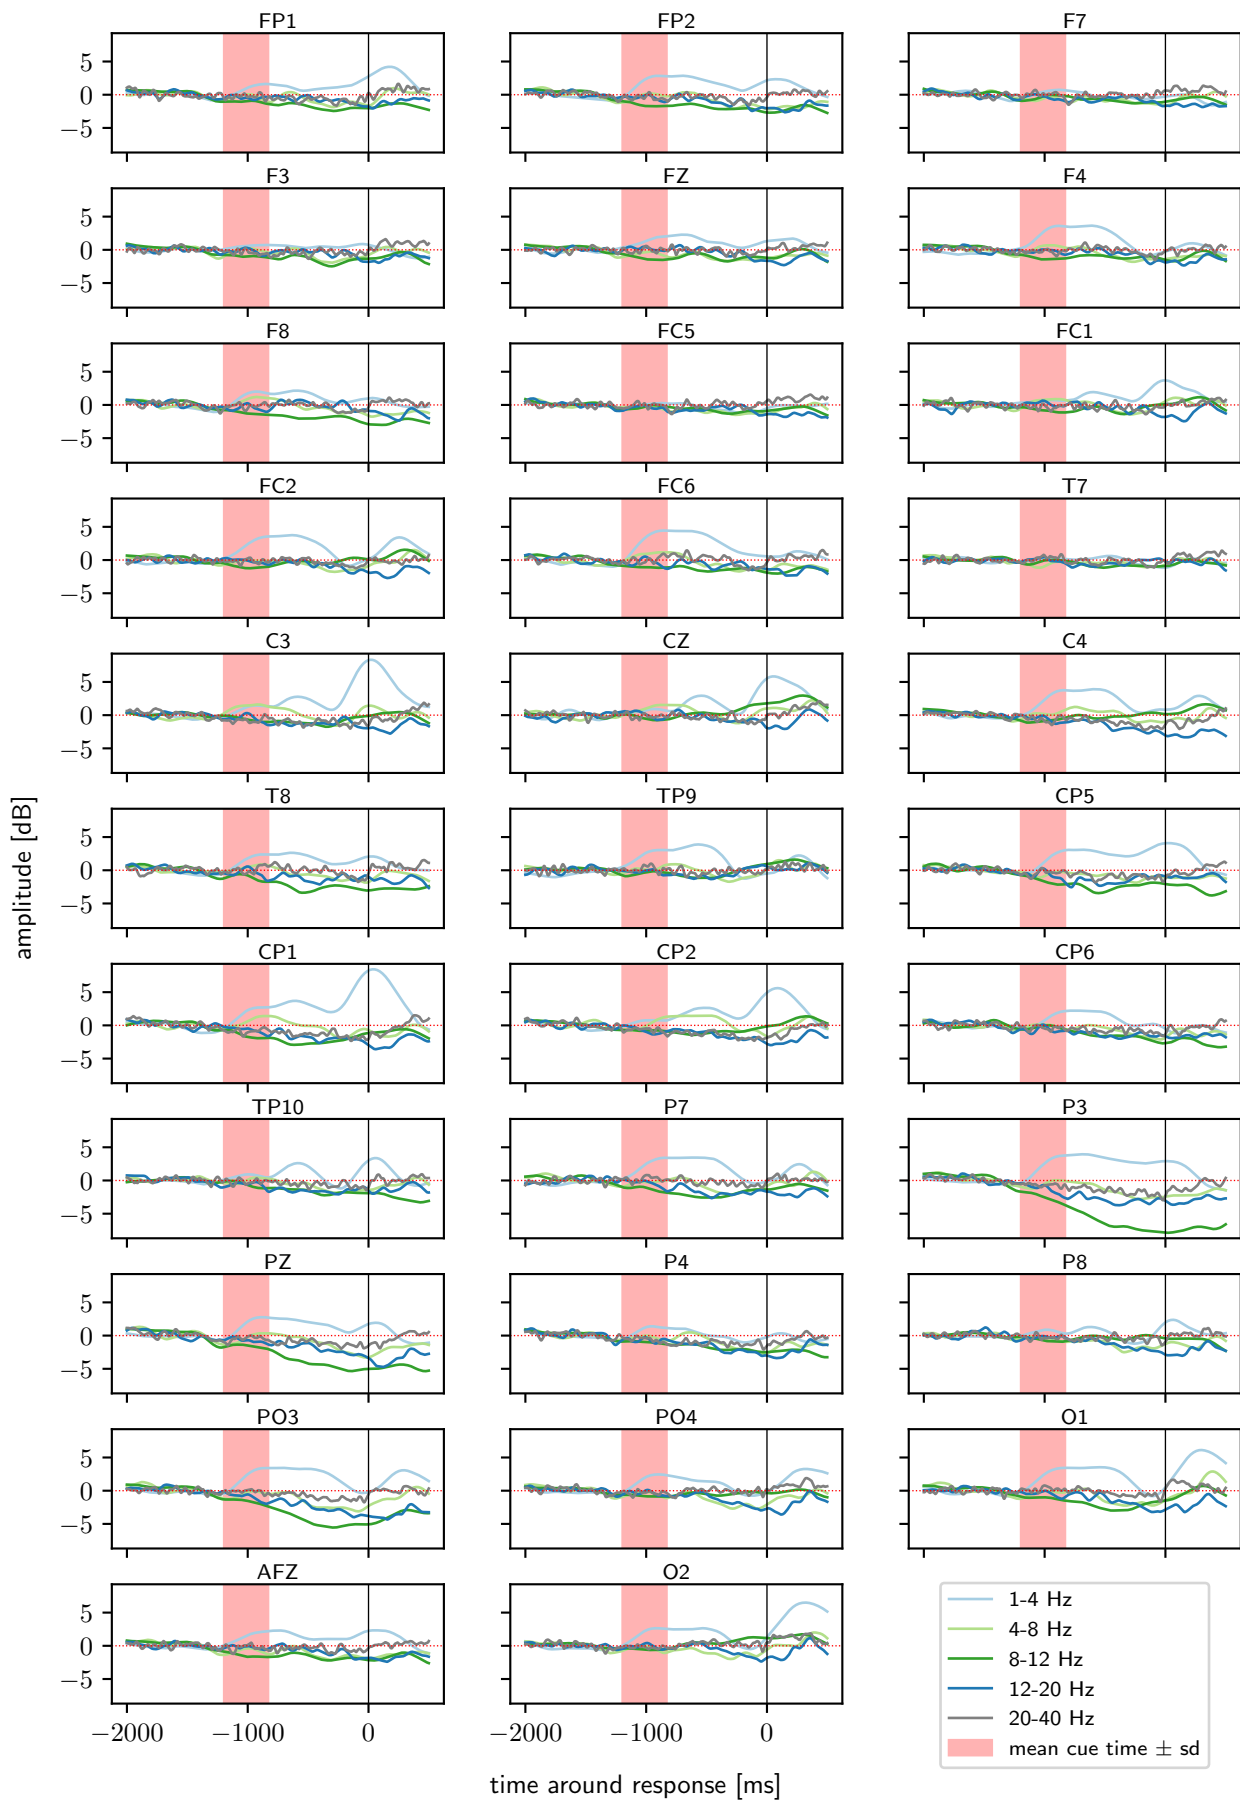 FP1 FP2 F7
5
0
−5
F3 FZ F4
5
0
−5
F8 FC5 FC1
5
0
−5
FC2 FC6 T7
5
0
−5
C3 CZ C4
5
0
−5
T8 TP9 CP5
5
0
−5
CP1 CP2 CP6
5
0
−5
TP10 P7 P3
5
0
−5
PZ P4 P8
5
0
−5
PO3 PO4 O1
5
0
−5
AFZ O2
5
0
−5
−2000 −1000 0 −2000 −1000 0
amplitude [dB]
time around response [ms]
1-4 Hz
4-8 Hz
8-12 Hz
12-20 Hz
20-40 Hz
mean cue time ± sd